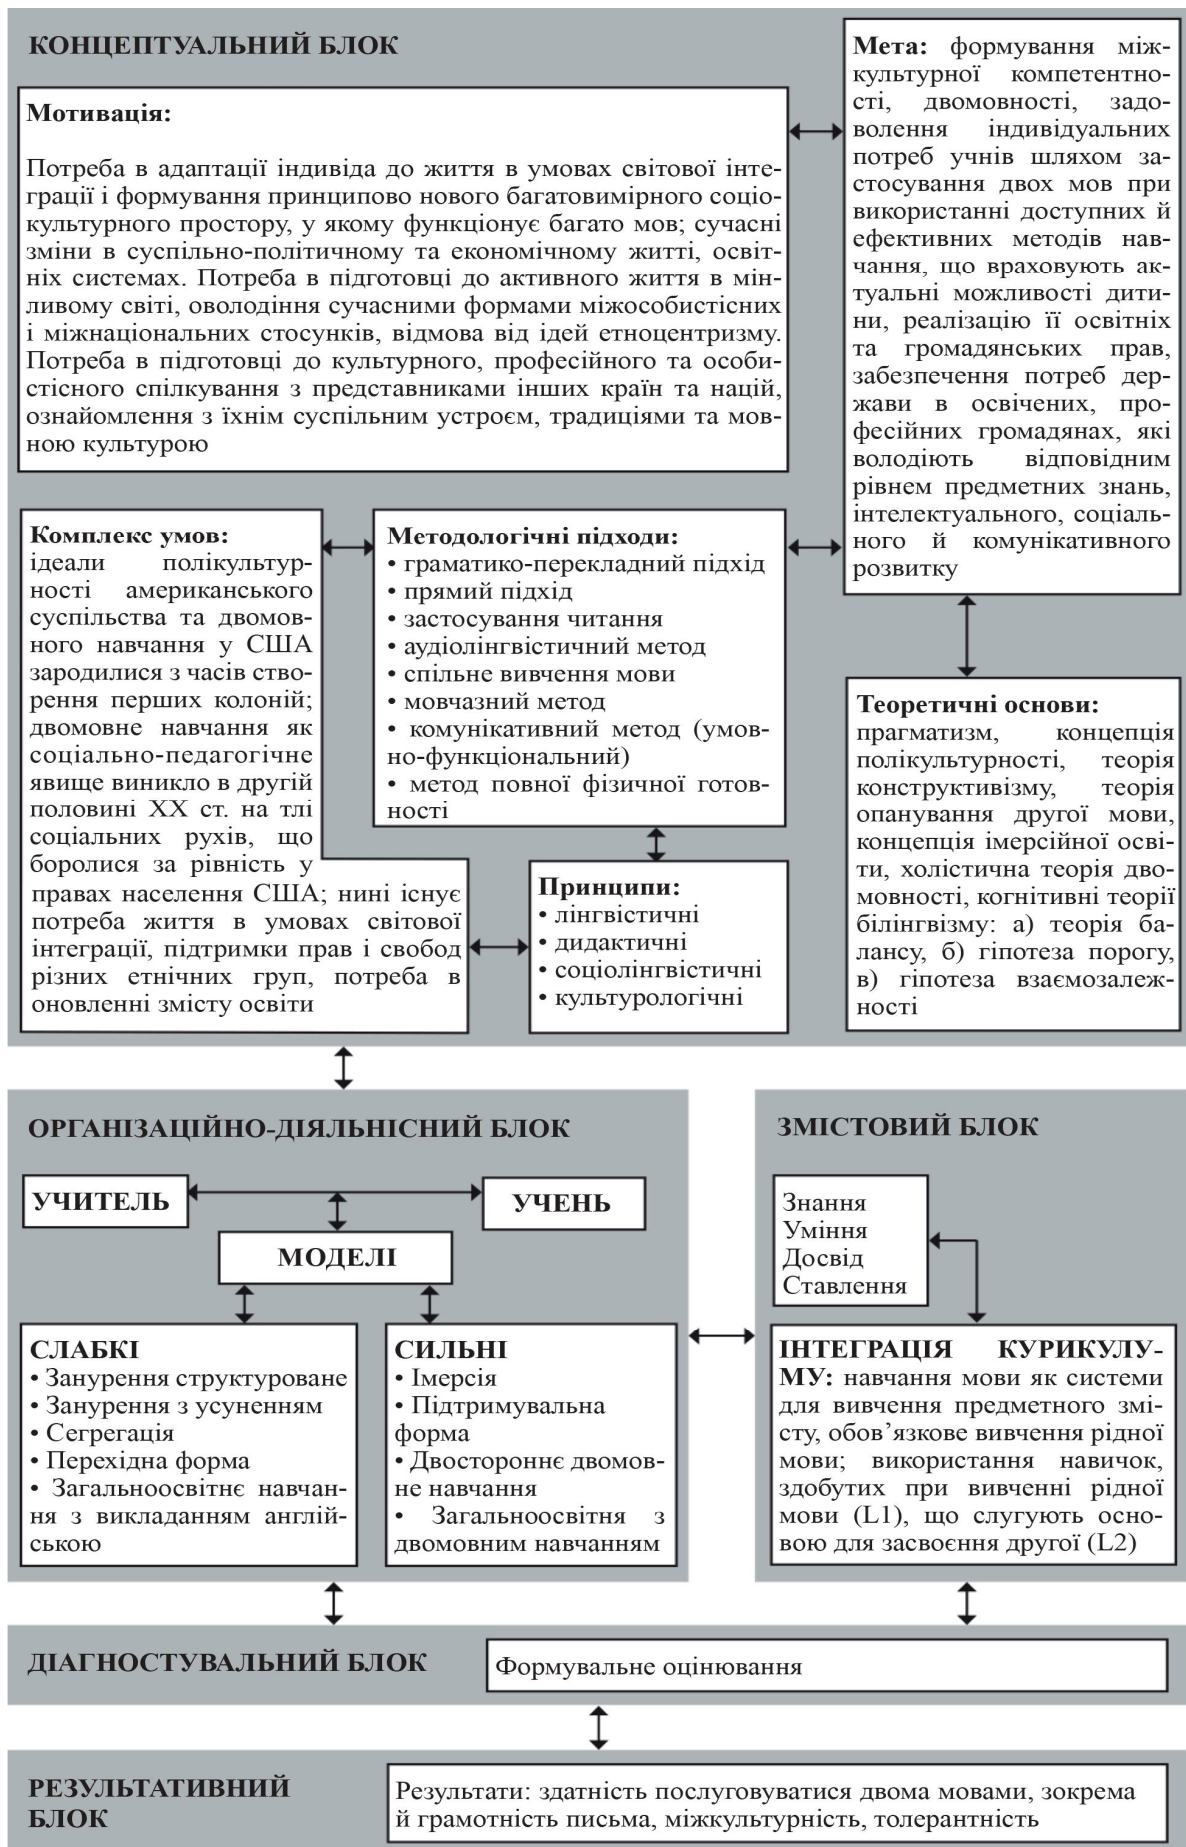 КОНЦЕПТУАЛЬНИЙ БЛОК
Мотивація:
Потреба в адаптації індивіда до життя в умовах світової інте-
грації і формування принципово нового багатовимірного соціо-
культурного простору, у якому функціонує багато мов; сучасні
зміни в суспільно-політичному та економічному житті, освіт-
ніх системах. Потреба в підготовці до активного життя в мін-
ливому світі, оволодіння сучасними формами міжособистісних
і міжнаціональних стосунків, відмова від ідей етноцентризму.
Потреба в підготовці до культурного, професійного та особи-
стісного спілкування з представниками інших країн та націй,
ознайомлення з їхнім суспільним устроєм, традиціями та мов-
ною культурою
Мета: формування між-
культурної компетентно-
сті, двомовності, задо-
волення індивідуальних
потреб учнів шляхом за-
стосування двох мов при
використанні доступних й
ефективних методів нав-
чання, що враховують ак-
туальні можливості дити-
ни, реалізацію її освітніх
та громадянських прав,
забезпечення потреб дер-
жави в освічених, про-
фесійних громадянах, які
володіють відповідним
рівнем предметних знань,
інтелектуального, соціаль-
ного й комунікативного
розвитку
Комплекс умов:
ідеали полікультур-
ності американського
суспільства та двомов-
ного навчання у США
зародилися з часів ство-
рення перших колоній;
двомовне навчання як
соціально-педагогічне
явище виникло в другій
половині ХХ ст. на тлі
соціальних рухів, що
боролися за рівність у
правах населення США; нині існує
потреба життя в умовах світової
інтеграції, підтримки прав і свобод
різних етнічних груп, потреба в
оновленні змісту освіти
Методологічні підходи:
• граматико-перекладний підхід
• прямий підхід
• застосування читання
• аудіолінгвістичний метод
• спільне вивчення мови
• мовчазний метод
• комунікативний метод (умов-
но-функціональний)
• метод повної фізичної готов-
ності
Принципи:
• лінгвістичні
• дидактичні
• соціолінгвістичні
• культурологічні
Теоретичні основи:
прагматизм, концепція
полікультурності, теорія
конструктивізму, теорія
опанування другої мови,
концепція імерсійної осві-
ти, холістична теорія дво-
мовності, когнітивні теорії
білінгвізму: а) теорія ба-
лансу, б) гіпотеза порогу,
в) гіпотеза взаємозалеж-
ності
ОРГАНІЗАЦІЙНО-ДІЯЛЬНІСНИЙ БЛОК
УЧИТЕЛЬ
УЧЕНЬ
МОДЕЛІ
СЛАБКІ
• Занурення структуроване
• Занурення з усуненням
• Сегрегація
• Перехідна форма
• Загальноосвітнє навчан-
ня з викладанням англій-
ською
СИЛЬНІ
• Імерсія
• Підтримувальна
форма
• Двостороннє двомов-
не навчання
• Загальноосвітня з
двомовним навчанням
ЗМІСТОВИЙ БЛОК
Знання
Уміння
Досвід
Ставлення
ІНТЕГРАЦІЯ КУРИКУЛУ-
МУ: навчання мови як системи
для вивчення предметного змі-
сту, обов’язкове вивчення рідної
мови; використання навичок,
здобутих при вивченні рідної
мови (L1), що слугують осно-
вою для засвоєння другої (L2)
ДІАГНОСТУВАЛЬНИЙ БЛОК
Формувальне оцінювання
РЕЗУЛЬТАТИВНИЙ
БЛОК
Результати: здатність послуговуватися двома мовами, зокрема
й грамотність письма, міжкультурність, толерантність